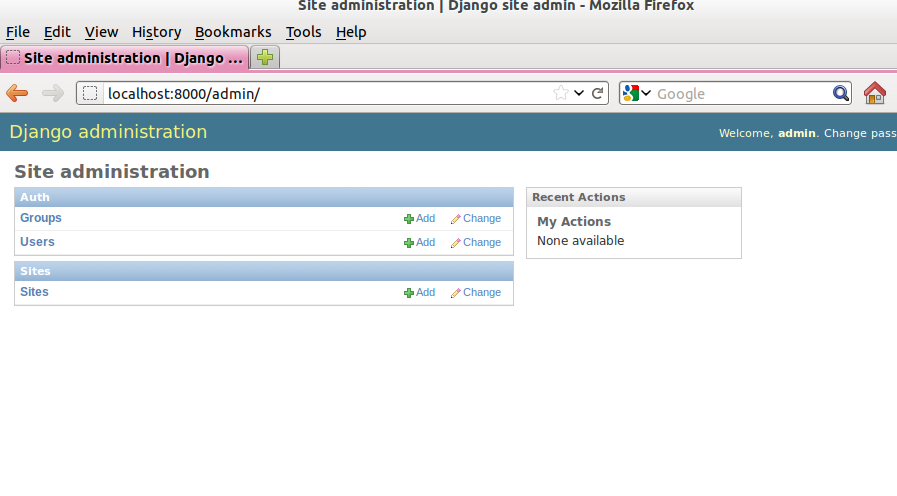 Site administration | Django site admin - Mozilla Firefox
File Edit View History Bookmarks Tools Help
Site administration | Django ...
localhost:8000/admin/
Google
Django administration
Welcome, admin. Change pass
Site administration
Auth
Groups Add Change
Users Add Change
Sites
Sites Add Change
Recent Actions
My Actions
None available